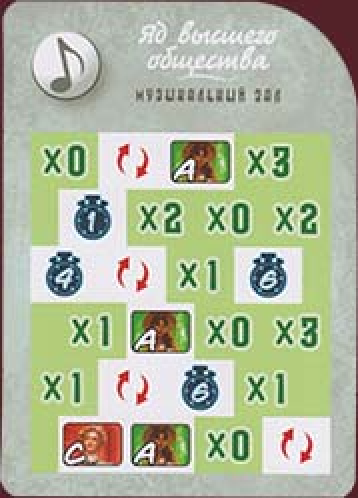 Яд высшего
общества
МУЗЫКАЛЬНЫЙ ЗАЛ
X0 A X3
1 X2 X0 X2
4 X1 6
X1 A X0 X3
X1 6 X1
C A X0